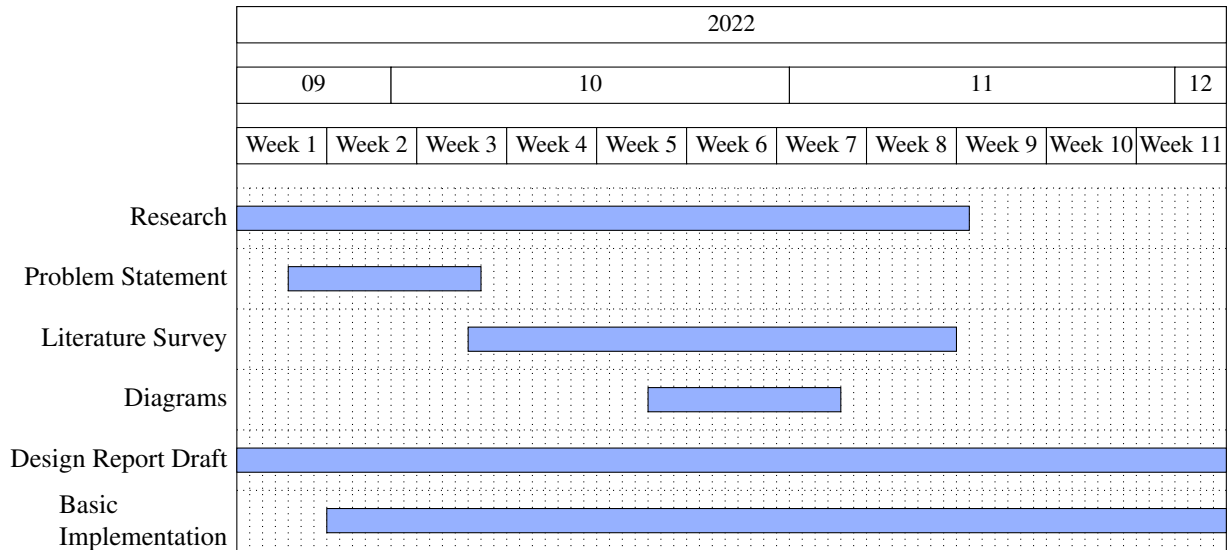 2022
09 10 11 12
Week 1 Week 2 Week 3 Week 4 Week 5 Week 6 Week 7 Week 8 Week 9 Week 10 Week 11
Research
Problem Statement
Literature Survey
Diagrams
Design Report Draft
Basic
Implementation